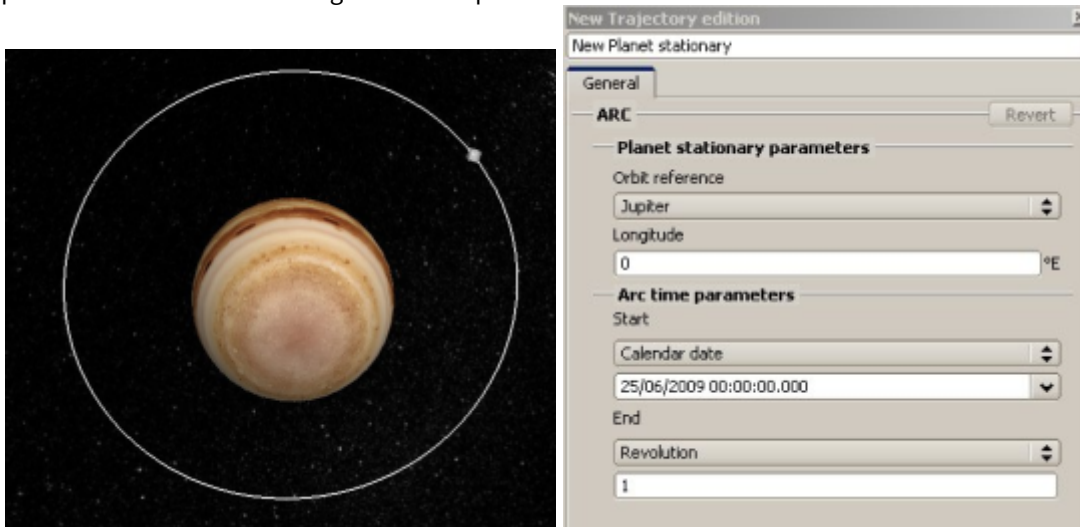 New Trajectory edition
New Planet stationary
General
ARC
Revert
Planet stationary parameters
Orbit reference
Jupiter
Longitude
0
°E
Arc time parameters
Start
Calendar date
25/06/2009 00:00:00.000
End
Revolution
1